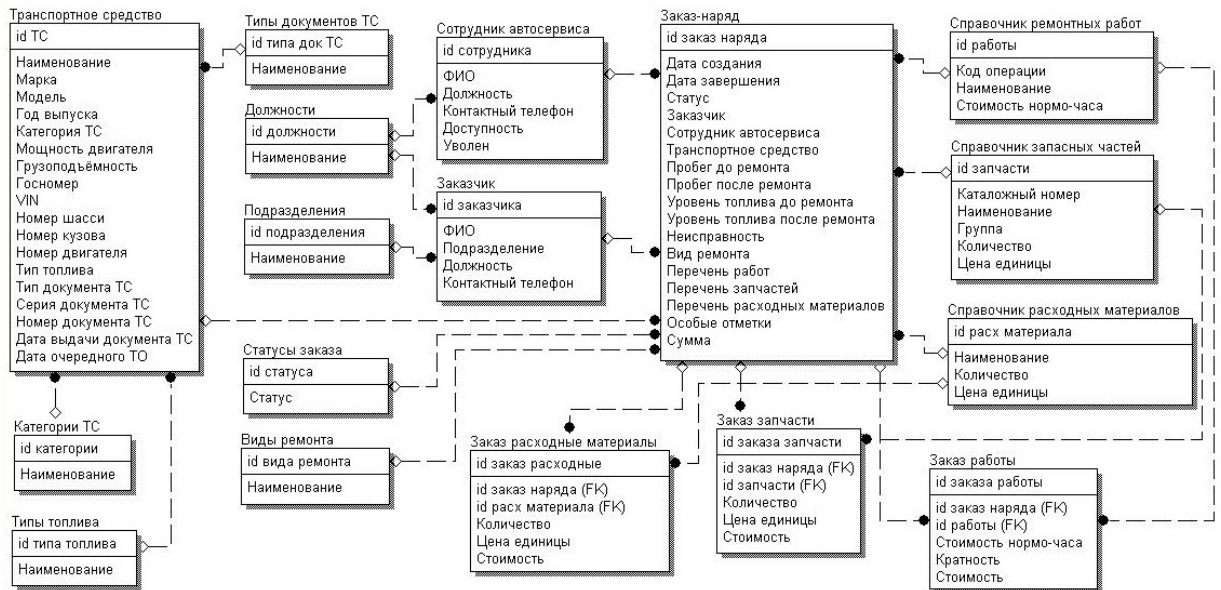 Транспортное средство
id ТС
Наименование
Марка
Модель
Год выпуска
Категория ТС
Мощность двигателя
Грузоподъёмность
Госномер
VIN
Номер шасси
Номер кузова
Номер двигателя
Тип топлива
Тип документа ТС
Серия документа ТС
Номер документа ТС
Дата выдачи документа ТС
Дата очередного ТО
Категории ТС
id категории
Наименование
Типы топлива
id типа топлива
Наименование
Типы документов ТС
id типа док ТС
Наименование
Должности
id должности
Наименование
Подразделения
id подразделения
Наименование
Статусы заказа
id статуса
Статус
Виды ремонта
id вида ремонта
Наименование
Сотрудник автосервиса
id сотрудника
ФИО
Должность
Контактный телефон
Доступность
Уволен
Заказчик
id заказчика
ФИО
Подразделение
Должность
Контактный телефон
Заказ-наряд
id заказ наряда
Дата создания
Дата завершения
Статус
Заказчик
Сотрудник автосервиса
Транспортное средство
Пробег до ремонта
Пробег после ремонта
Уровень топлива до ремонта
Уровень топлива после ремонта
Неисправность
Вид ремонта
Перечень работ
Перечень запчастей
Перечень расходных материалов
Особые отметки
Сумма
Заказ расходные материалы
id заказ расходные
id заказ наряда (FK)
id расх материала (FK)
Количество
Цена единицы
Стоимость
Заказ запчасти
id заказа запчасти
id заказ наряда (FK)
id запчасти (FK)
Количество
Цена единицы
Стоимость
Справочник ремонтных работ
id работы
Код операции
Наименование
Стоимость нормо-часа
Справочник запасных частей
id запчасти
Каталожный номер
Наименование
Группа
Количество
Цена единицы
Справочник расходных материалов
id расх материала
Наименование
Количество
Цена единицы
Заказ работы
id заказа работы
id заказ наряда (FK)
id работы (FK)
Стоимость нормо-часа
Кратность
Стоимость